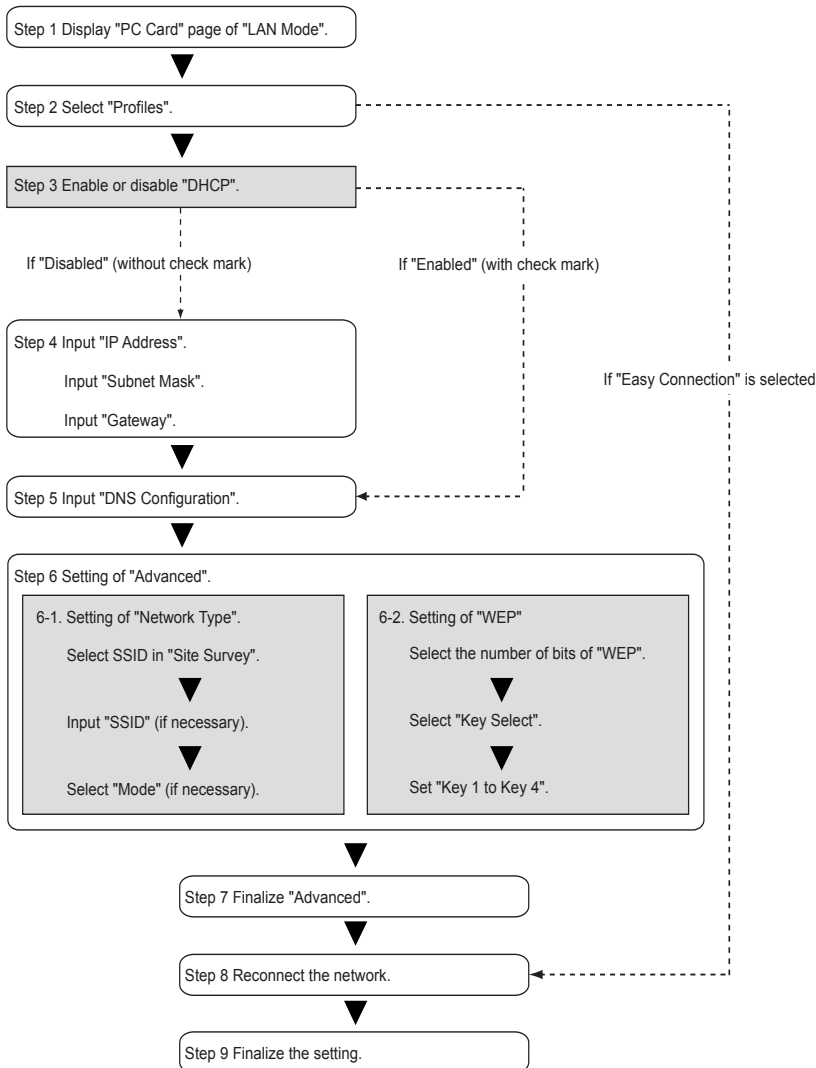 Step 1 Display "PC Card" page of "LAN Mode".
Step 2 Select "Profiles".
Step 3 Enable or disable "DHCP".
If "Disabled" (without check mark)
If "Enabled" (with check mark)
If "Easy Connection" is selected
Step 4 Input "IP Address".
Input "Subnet Mask".
Input "Gateway".
Step 5 Input "DNS Configuration".
Step 6 Setting of "Advanced".
6-1. Setting of "Network Type".
Select SSID in "Site Survey".
Input "SSID" (if necessary).
Select "Mode" (if necessary).
6-2. Setting of "WEP"
Select the number of bits of "WEP".
Select "Key Select".
Set "Key 1 to Key 4".
Step 7 Finalize "Advanced".
Step 8 Reconnect the network.
Step 9 Finalize the setting.